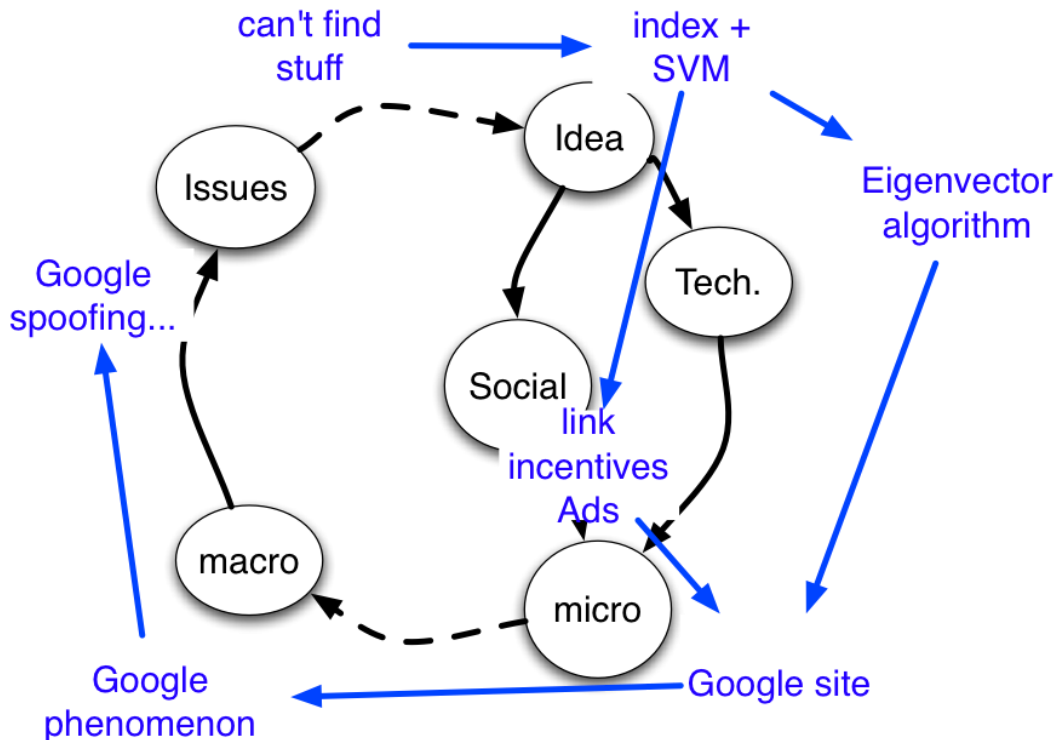 can't find
stuff
index +
SVM
Idea
Issues
Eigenvector
algorithm
Google
spoofing...
Tech.
Social
link
incentives
Ads
macro
micro
Google
phenomenon
Google site